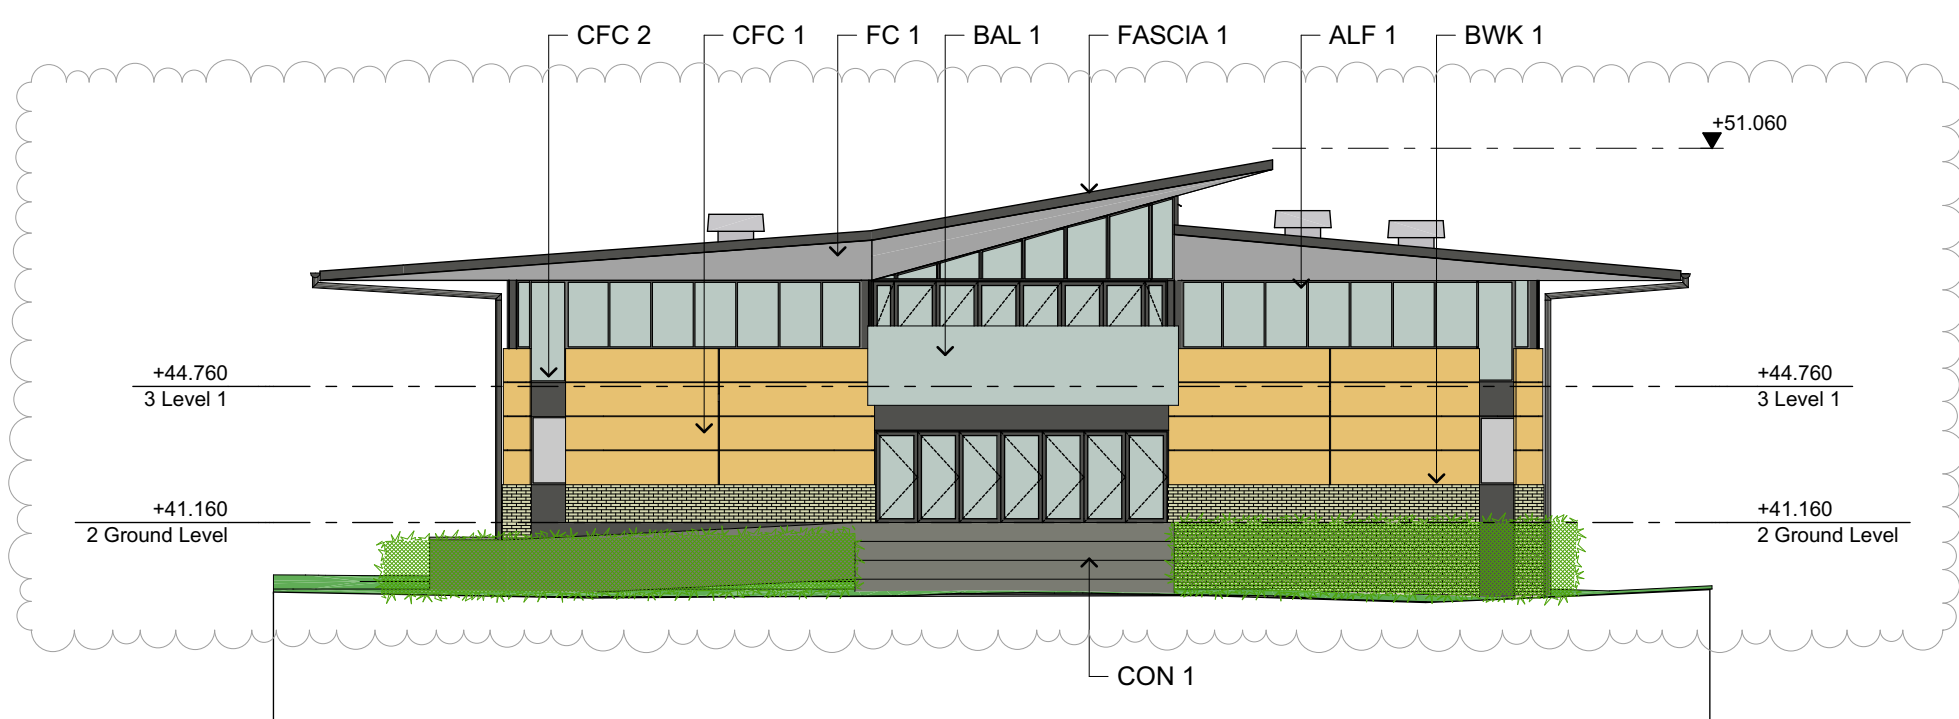 CFC 2
CFC 1
FC 1
BAL 1
FASCIA 1
ALF 1
BWK 1
+51.060
+44.760
3 Level 1
+44.760
3 Level 1
+41.160
2 Ground Level
+41.160
2 Ground Level
CON 1